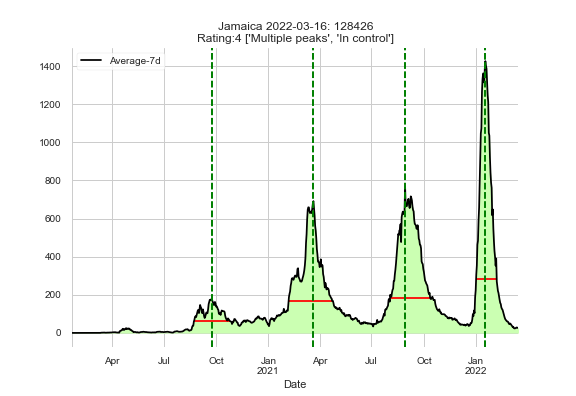 Jamaica 2022-03-16: 128426
Rating:4 ['Multiple peaks', 'In control']
Average-7d
1400
1200
1000
800
600
400
200
0
Apr Jul Oct Jan Apr Jul Oct Jan
2021 2022
Date